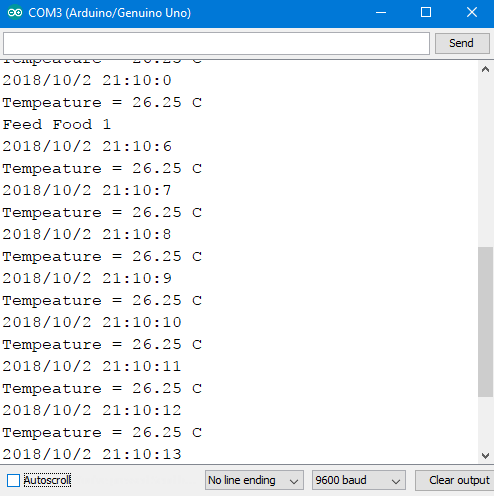 COM3 (Arduino/Genuino Uno)
Send
Tempeature = 26.25 C
2018/10/2 21:10:0
Tempeature = 26.25 C
Feed Food 1
2018/10/2 21:10:6
Tempeature = 26.25 C
2018/10/2 21:10:7
Tempeature = 26.25 C
2018/10/2 21:10:8
Tempeature = 26.25 C
2018/10/2 21:10:9
Tempeature = 26.25 C
2018/10/2 21:10:10
Tempeature = 26.25 C
2018/10/2 21:10:11
Tempeature = 26.25 C
2018/10/2 21:10:12
Tempeature = 26.25 C
2018/10/2 21:10:13
Autoscroll No line ending 9600 baud Clear output